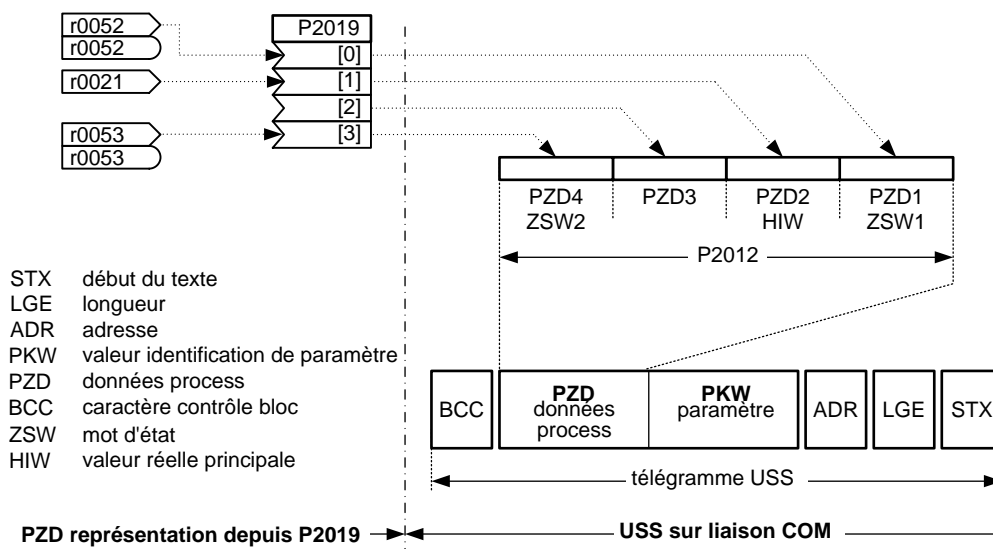 r0052
r0052
r0021
r0053
r0053
P2019
[0]
[1]
[2]
[3]
PZD4 PZD3 PZD2 PZD1
ZSW2 HIW ZSW1
P2012
STX début du texte
LGE longueur
ADR adresse
PKW valeur identification de paramètre
PZD données process
BCC caractère contrôle bloc
ZSW mot d'état
HIW valeur réelle principale
BCC
PZD
données
process
PKW
paramètre
ADR
LGE
STX
télégramme USS
PZD représentation depuis P2019
USS sur liaison COM